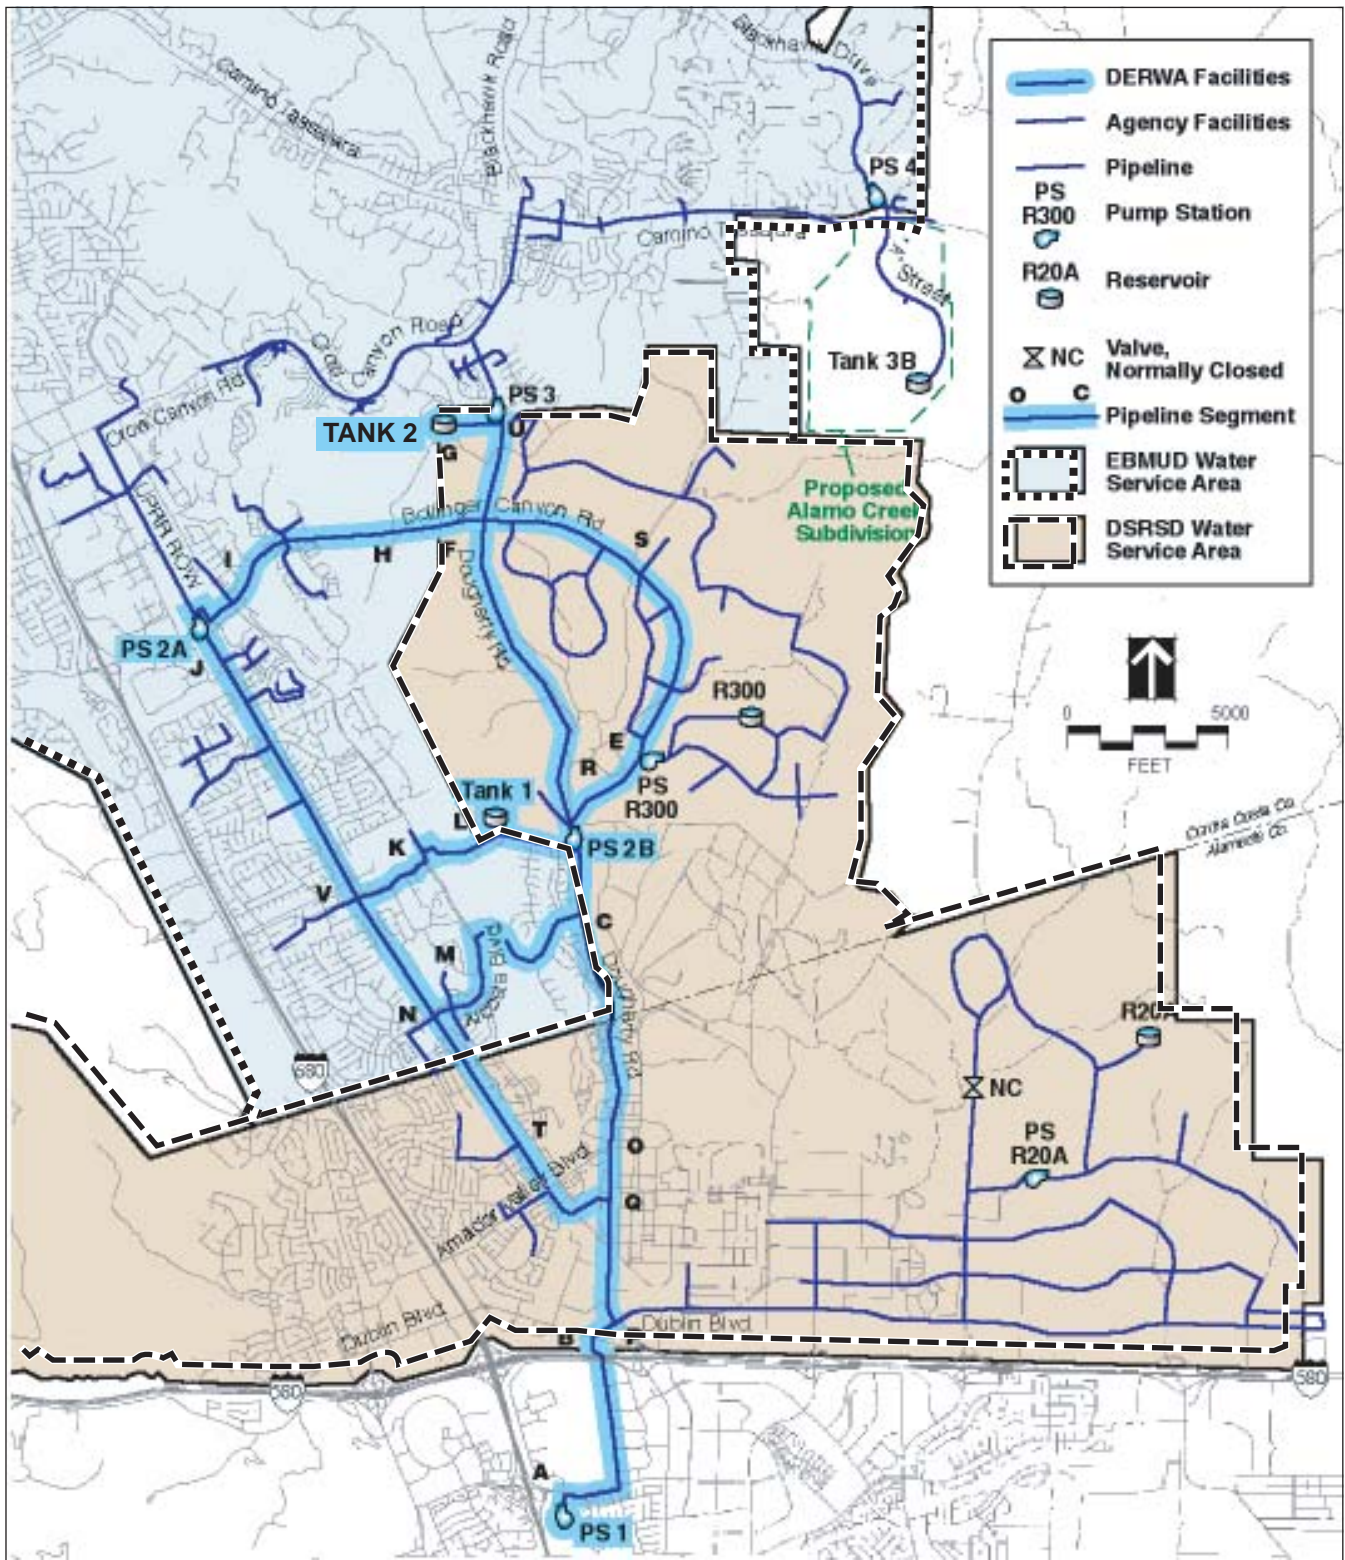 Blackhawk Drive
Blackhawk Road
Camino Tassajara
DERWA Facilities
Agency Facilities
Pipeline
PS
R300
Pump Station
R20A
Reservoir
NC
Valve,
Normally Closed
O C
Pipeline Segment
EBMUD Water
Service Area
DSRSD Water
Service Area
PS 4
Camino
"A" Street
Tank 3B
Canyon Road
Crow Canyon Rd
PS 3
TANK 2
U
G
Proposed
Alamo Creek
Subdivision
Bollinger Canyon Rd
S
UPRR ROW
I
H
F
Dougherty Rd
PS 2A
J
R300
0 5000
FEET
E
R
PS
R300
Tank 1
L
K
PS 2B
Contra Costa Co.
Alameda Co.
V
C
M
Alcosta Blvd
N
Dougherty Rd
R20A
680
NC
T
O
PS
R20A
Amador Valley Blvd
Q
Dublin Blvd
B
P
Dublin Blvd
580
580
A
PS 1